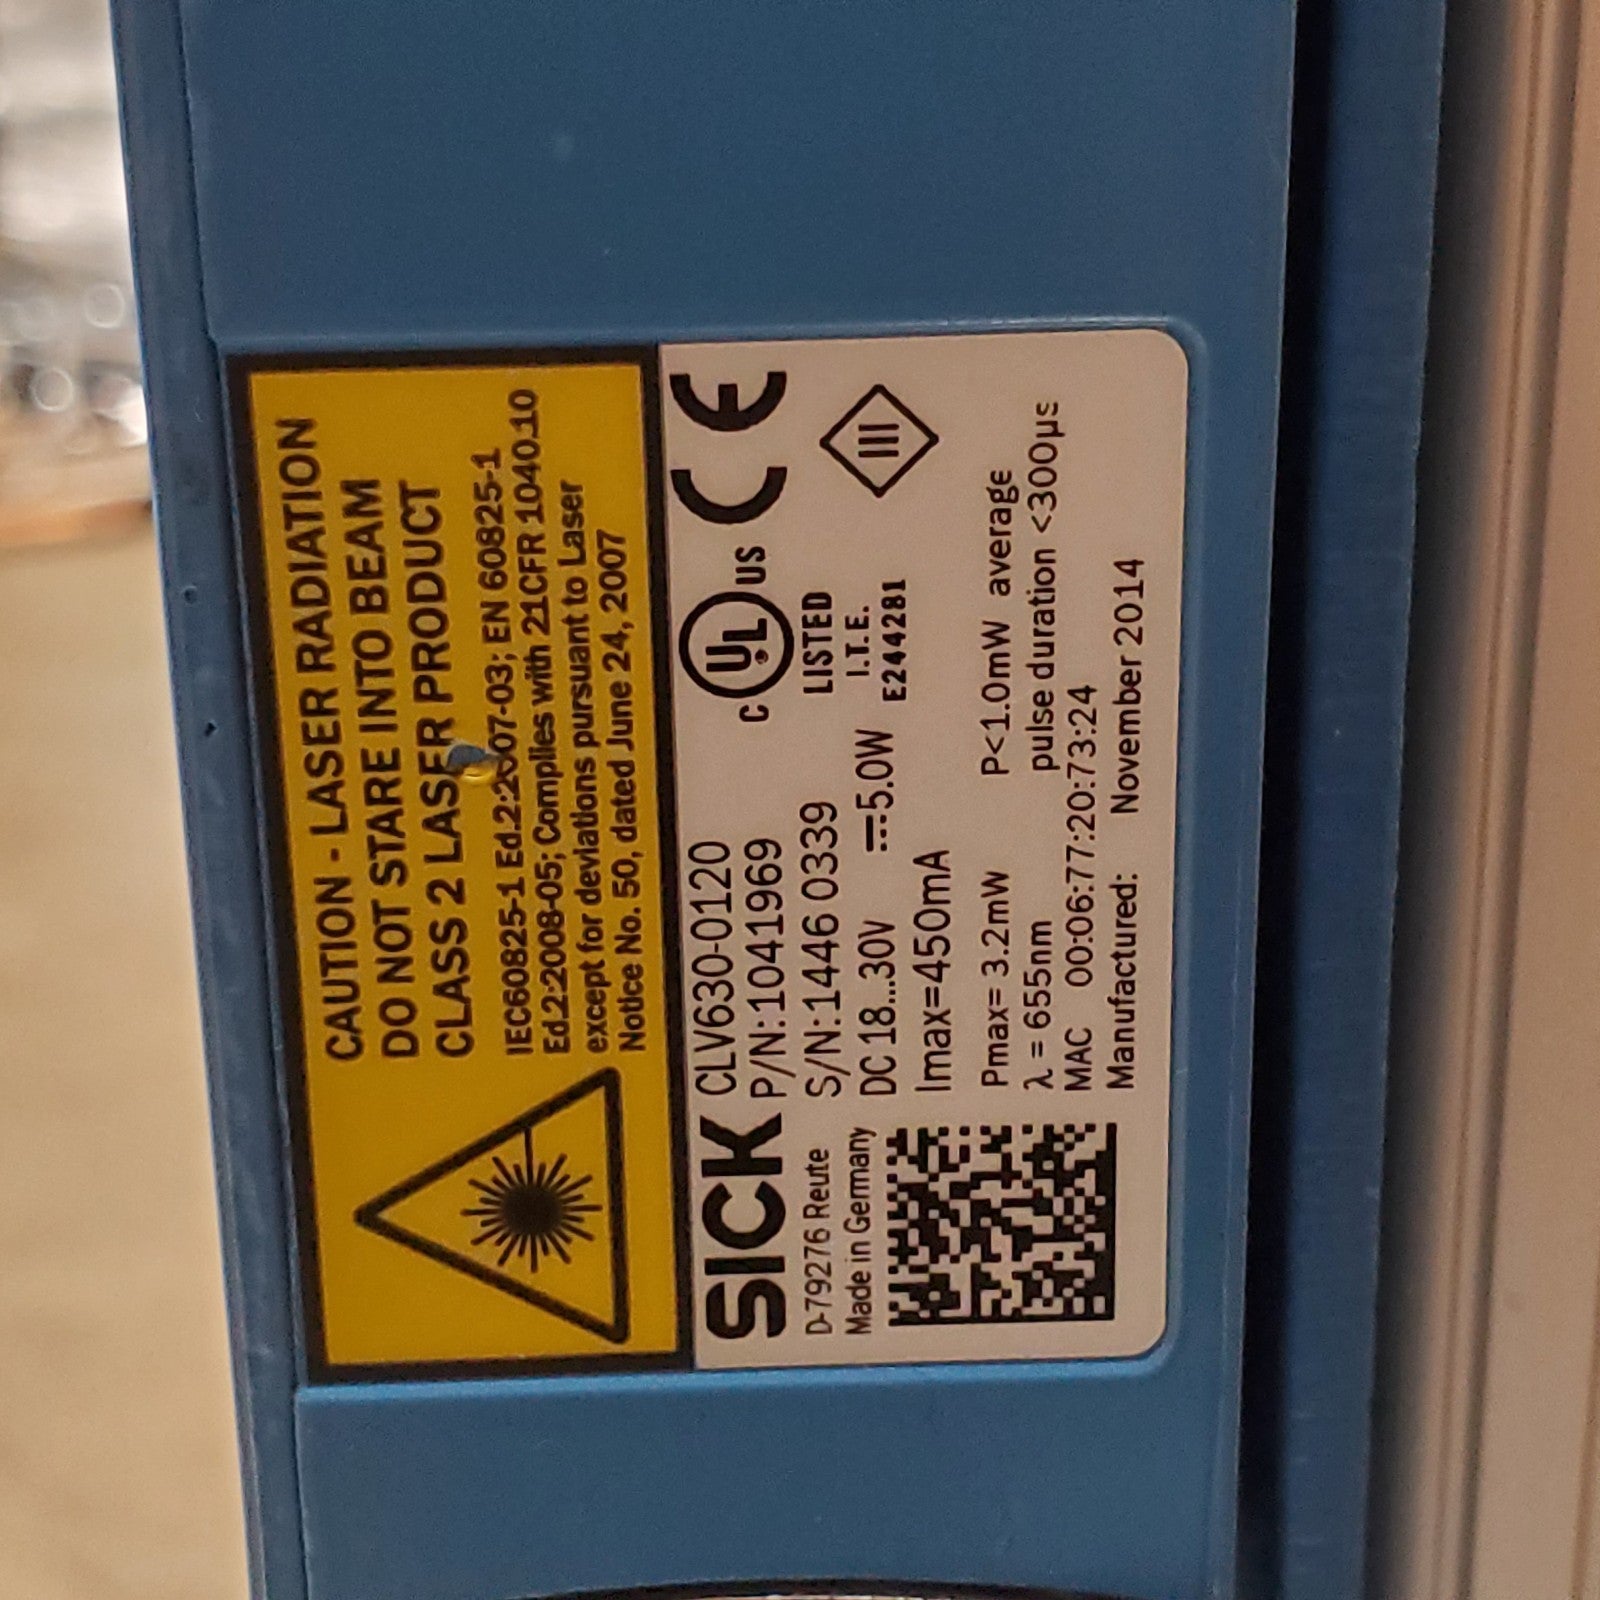 CAUTION - LASER RADIATION
DO NOT STARE INTO BEAM
CLASS 2 LASER PRODUCT
IEC60825-1 Ed.2:2007-03; EN 60825-1
Ed.2:2008-05; Complies with 21CFR 1040.10
except for deviations pursuant to Laser
Notice No. 50, dated June 24, 2007
SICK
D-79276 Reute
Made in Germany
CLV630-0120
P/N:1041969
S/N:1446 0339
DC 18...30V ⎓5.0W
Imax=450mA
C UL US
LISTED
I.T.E.
E244281
CE
III
Pmax= 3.2mW P<1.0mW average
λ = 655nm pulse duration <300µs
MAC 00:06:77:20:73:24
Manufactured: November 2014